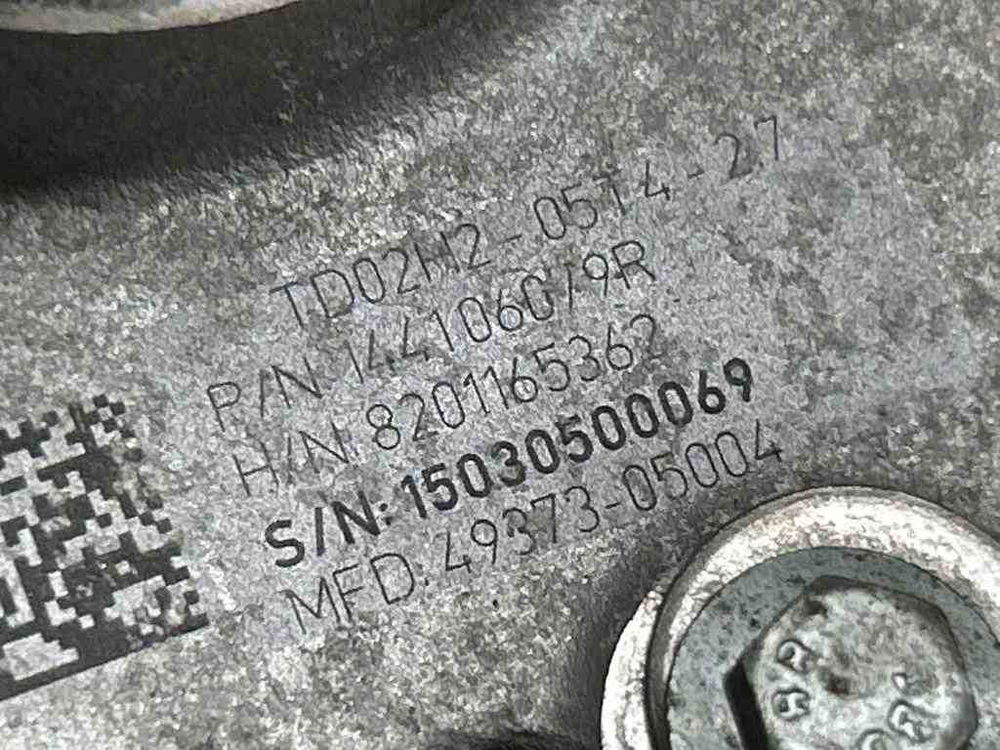 TD02H2-05T4-27
P/N:144106079R
H/N:8201165362
S/N:15030500069
MFD:49373-05004